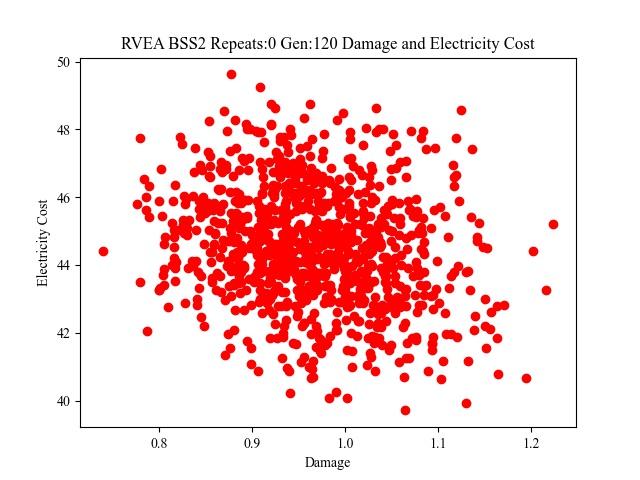 RVEA BSS2 Repeats:0 Gen:120 Damage and Electricity Cost
50
48
46
44
42
40
Electricity Cost
0.8 0.9 1.0 1.1 1.2
Damage